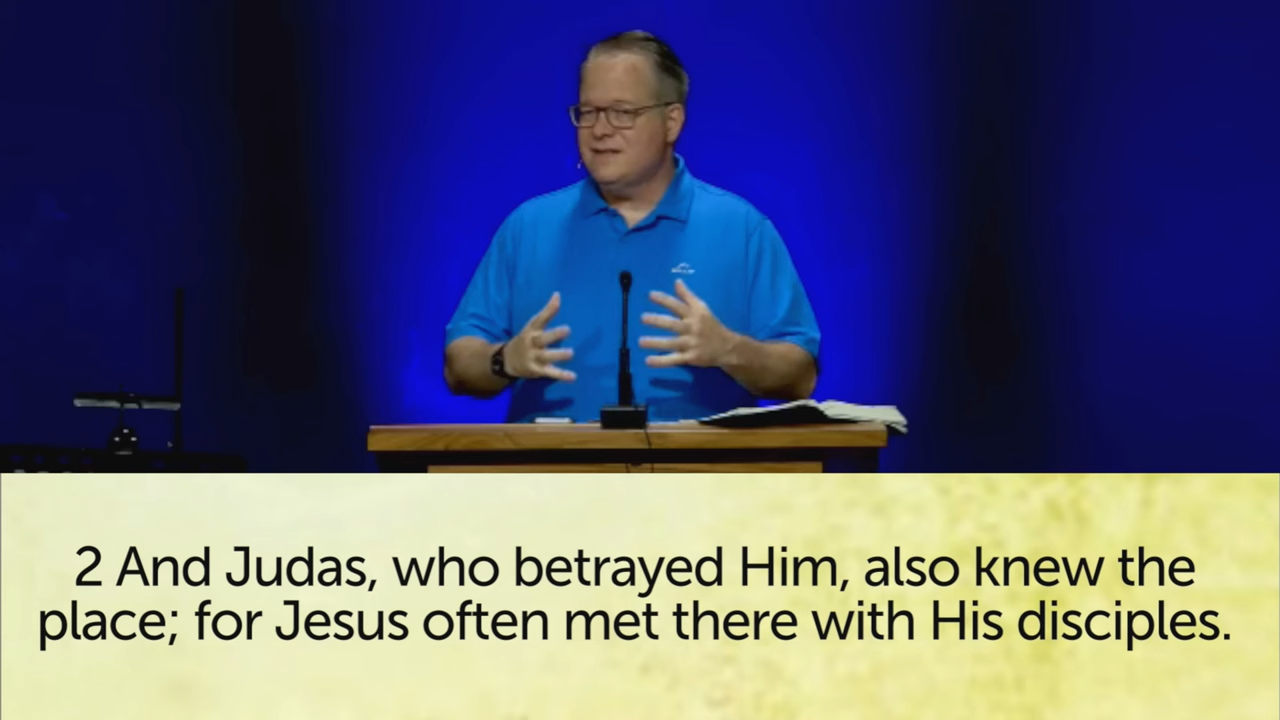 2 And Judas, who betrayed Him, also knew the
place; for Jesus often met there with His disciples.